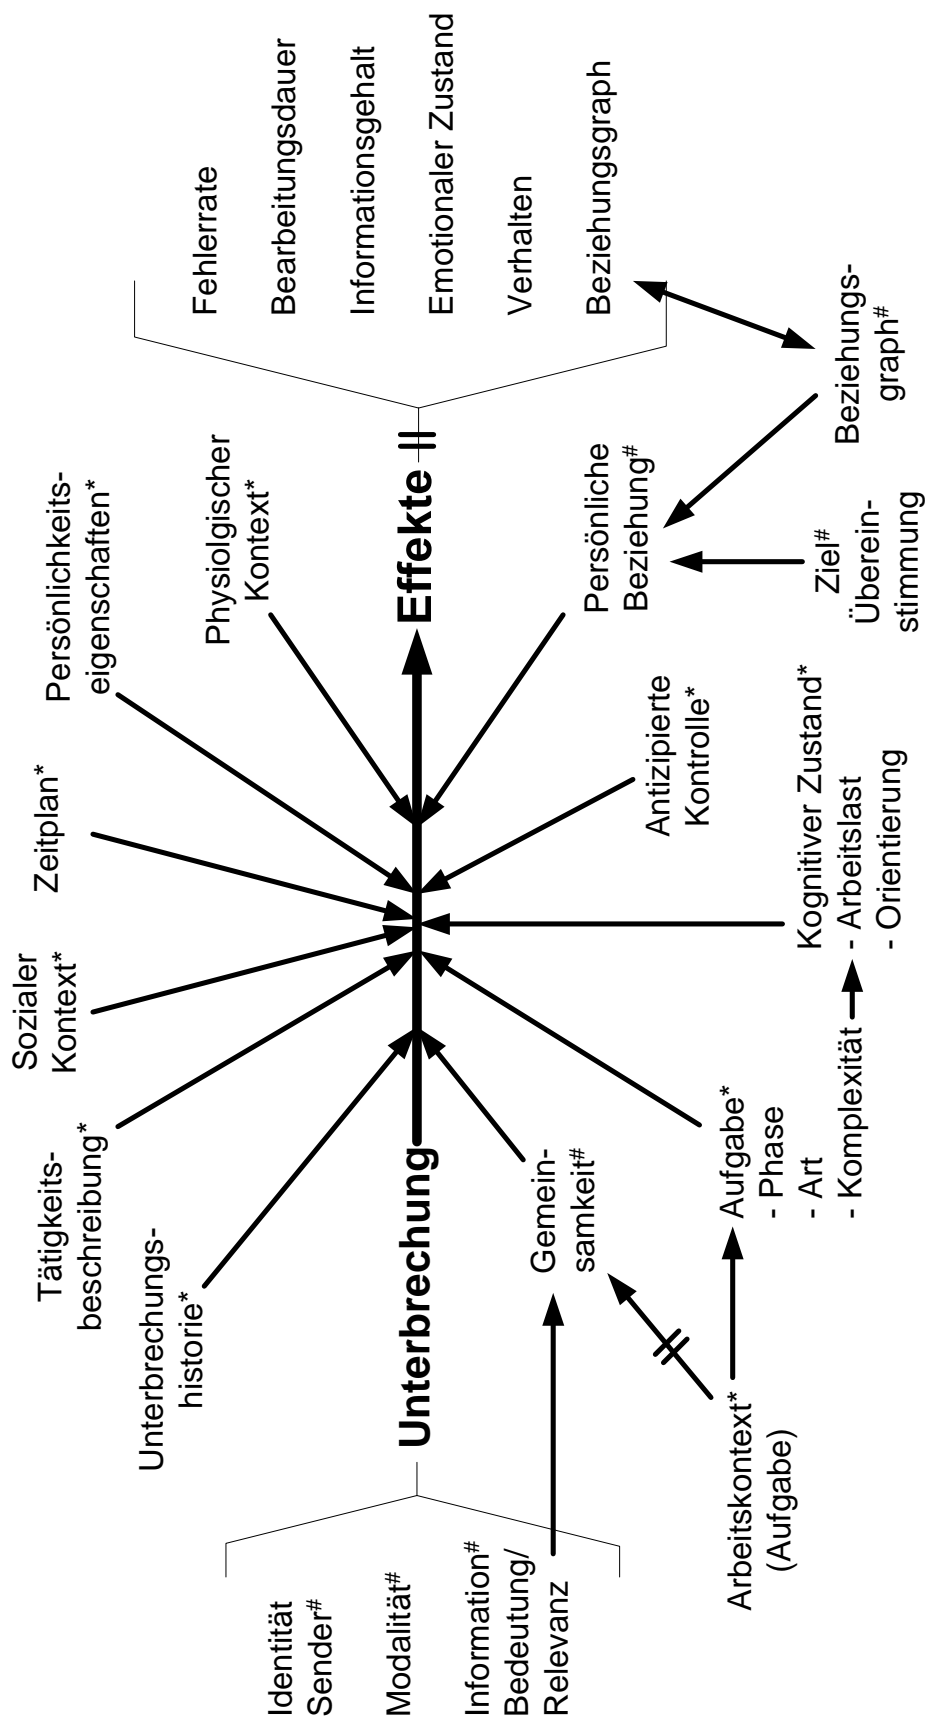 Identität
Sender#
Modalität#
Information#
Bedeutung/
Relevanz
Unterbrechung
Unterbrechungs-
historie*
Tätigkeits-
beschreibung*
Sozialer
Kontext*
Zeitplan*
Persönlichkeits-
eigenschaften*
Physiolgischer
Kontext*
Effekte
Fehlerrate
Bearbeitungsdauer
Informationsgehalt
Emotionaler Zustand
Verhalten
Beziehungsgraph
Gemein-
samkeit#
Arbeitskontext*
(Aufgabe)
Aufgabe*
- Phase
- Art
- Komplexität
Kognitiver Zustand*
- Arbeitslast
- Orientierung
Antizipierte
Kontrolle*
Persönliche
Beziehung#
Ziel#
Überein-
stimmung
Beziehungs-
graph#